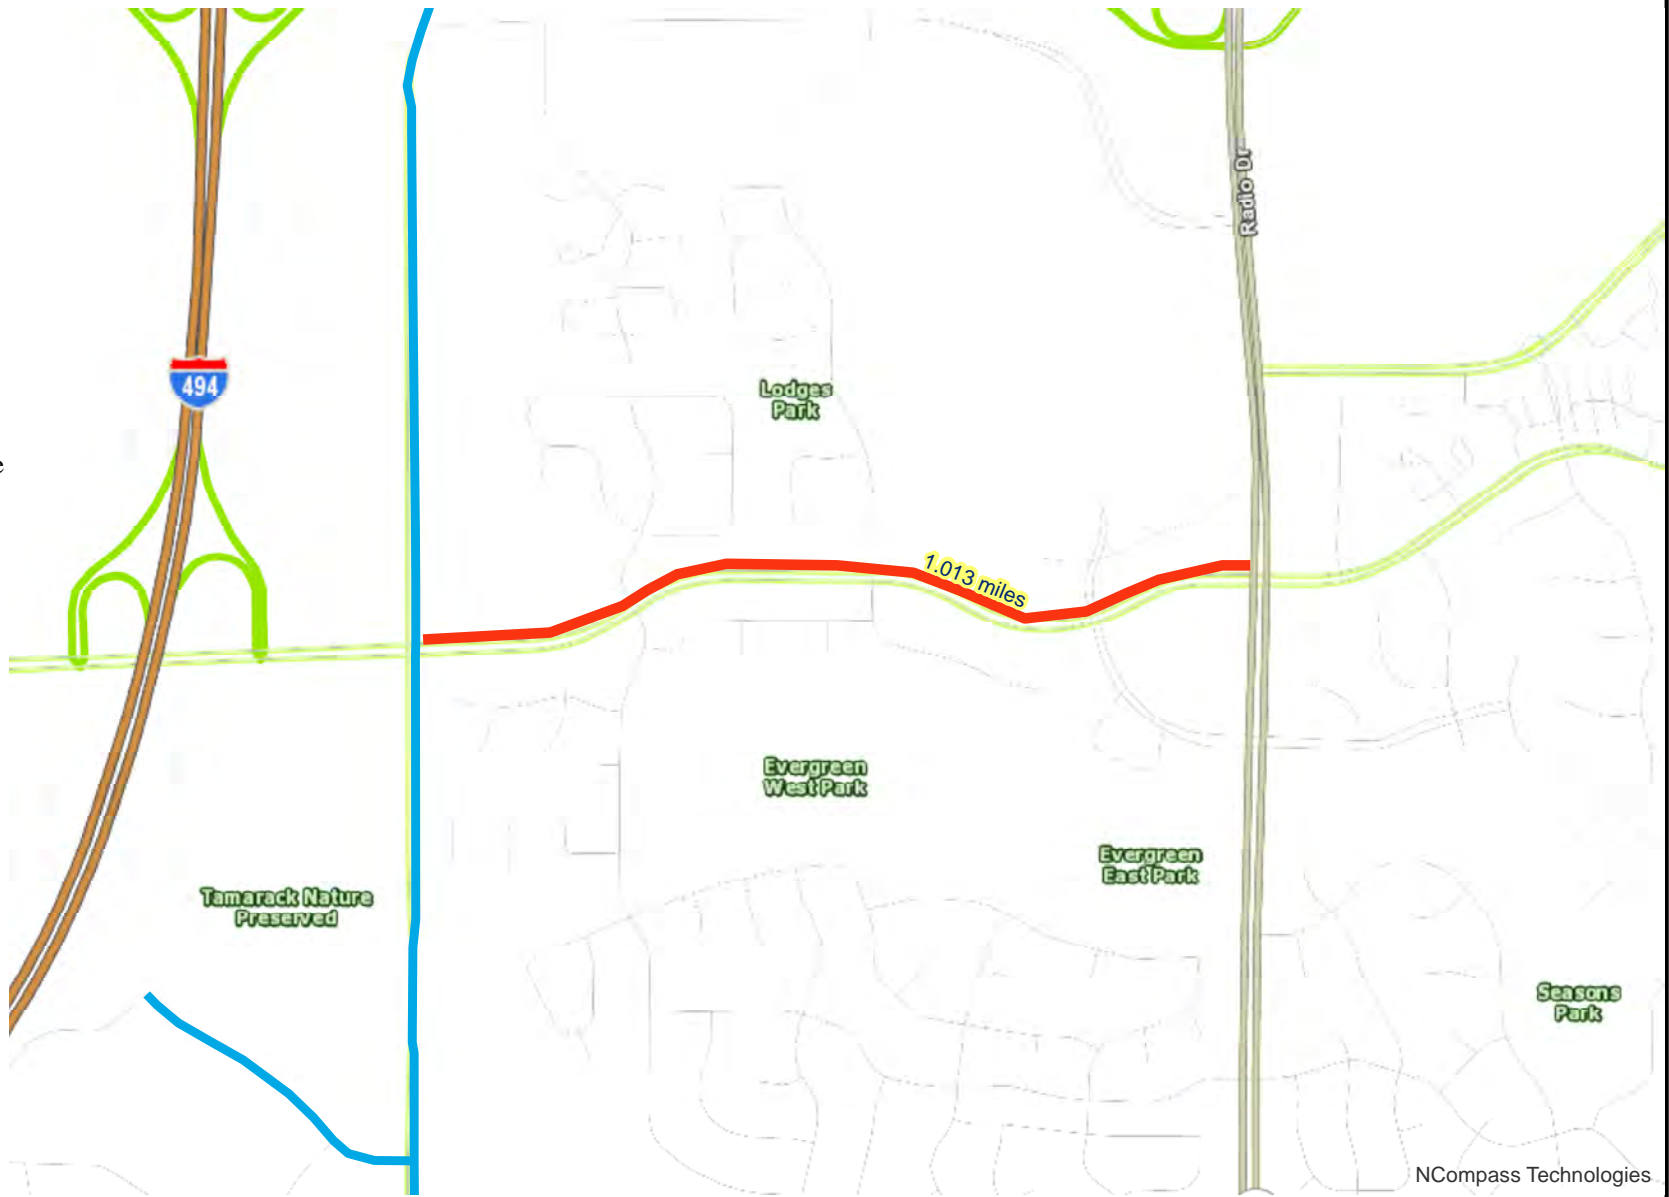 Radio Dr
494
Lodges
Park
e
1.013 miles
Evergreen
West Park
Evergreen
East Park
Tamarack Nature
Preserved
Seasons
Park
NCompass Technologies